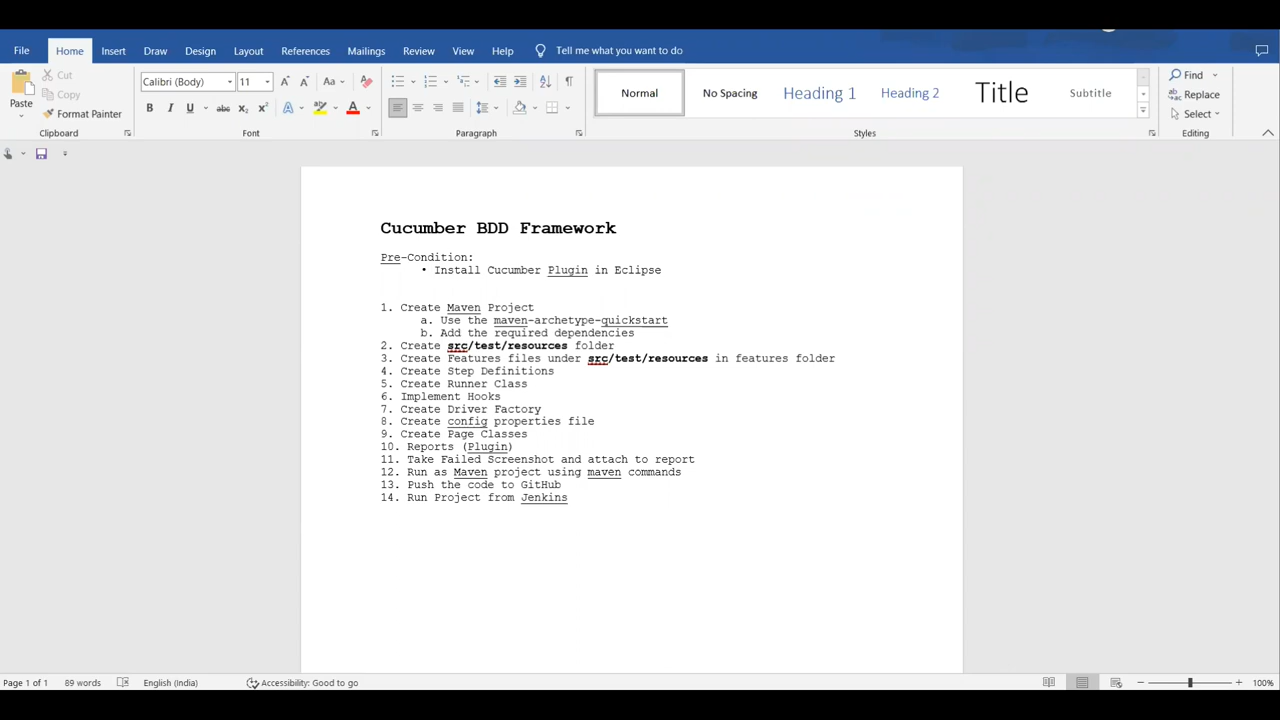 File Home Insert Draw Design Layout References Mailings Review View Help Tell me what you want to do
Paste
Cut
Copy
Format Painter
Clipboard
Calibri (Body) 11
Aa
B I U abc x₂ x² A A
Font
Paragraph
Normal No Spacing Heading 1 Heading 2 Title Subtitle
Styles
Find
Replace
Select
Editing
Cucumber BDD Framework
Pre-Condition:
• Install Cucumber Plugin in Eclipse
1. Create Maven Project
a. Use the maven-archetype-quickstart
b. Add the required dependencies
2. Create src/test/resources folder
3. Create Features files under src/test/resources in features folder
4. Create Step Definitions
5. Create Runner Class
6. Implement Hooks
7. Create Driver Factory
8. Create config properties file
9. Create Page Classes
10. Reports (Plugin)
11. Take Failed Screenshot and attach to report
12. Run as Maven project using maven commands
13. Push the code to GitHub
14. Run Project from Jenkins
Page 1 of 1 89 words English (India) Accessibility: Good to go 100%